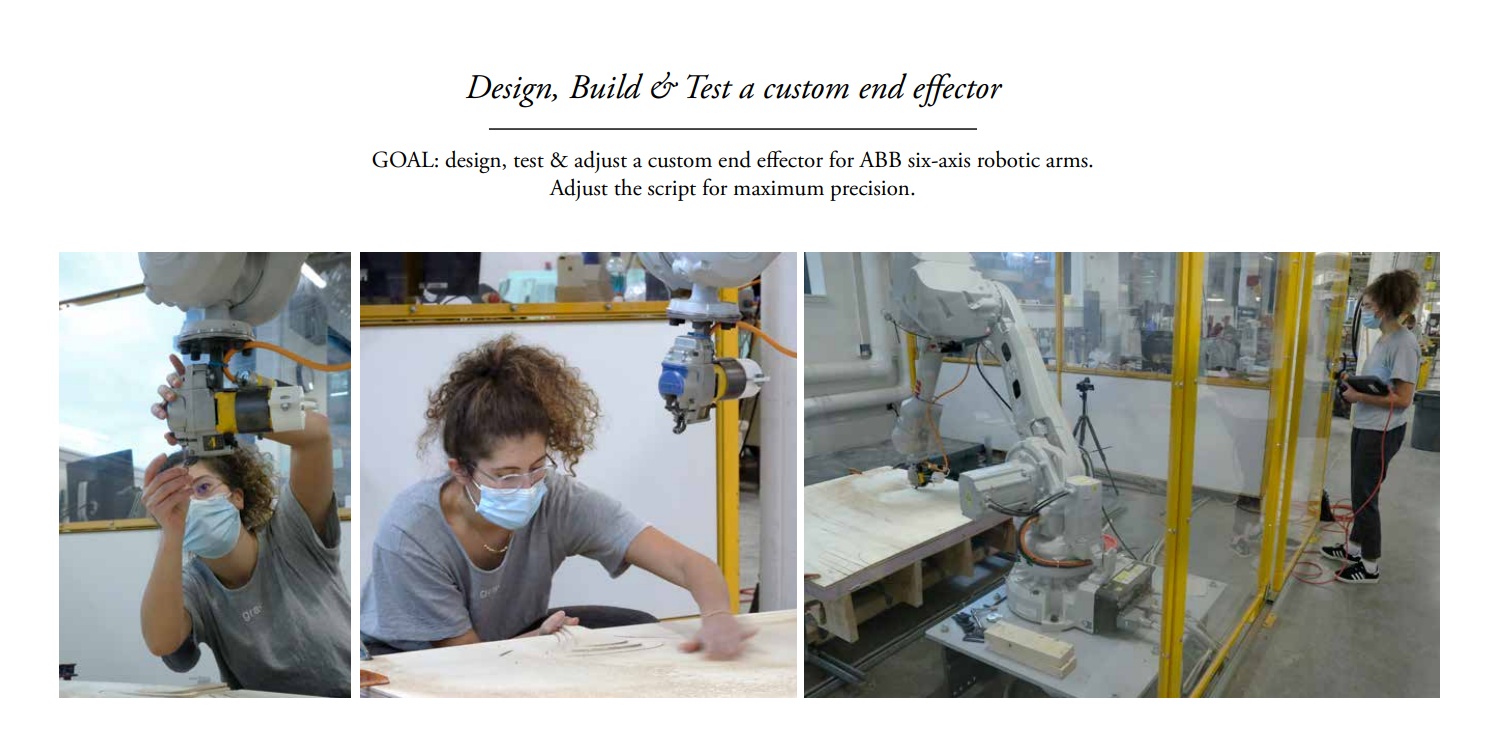 Design, Build & Test a custom end effector
GOAL: design, test & adjust a custom end effector for ABB six-axis robotic arms.
Adjust the script for maximum precision.